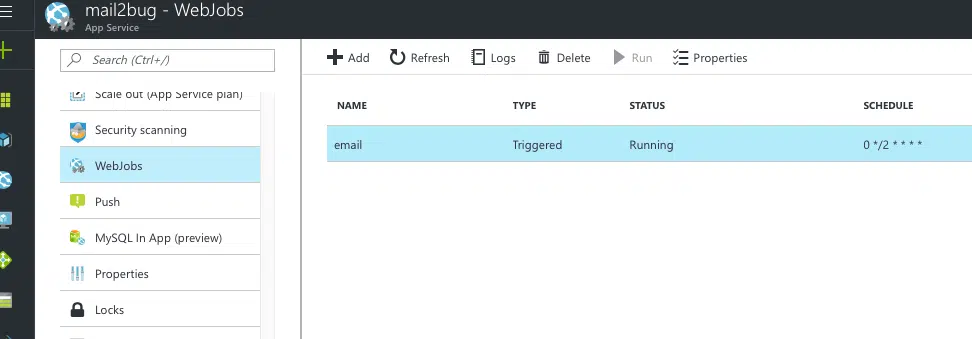 mail2bug - WebJobs
App Service
Search (Ctrl+/)
Scale out (App Service plan)
Security scanning
WebJobs
Push
MySQL In App (preview)
Properties
Locks
Add Refresh Logs Delete Run Properties
NAME TYPE STATUS SCHEDULE
email Triggered Running 0 */2 * * * *